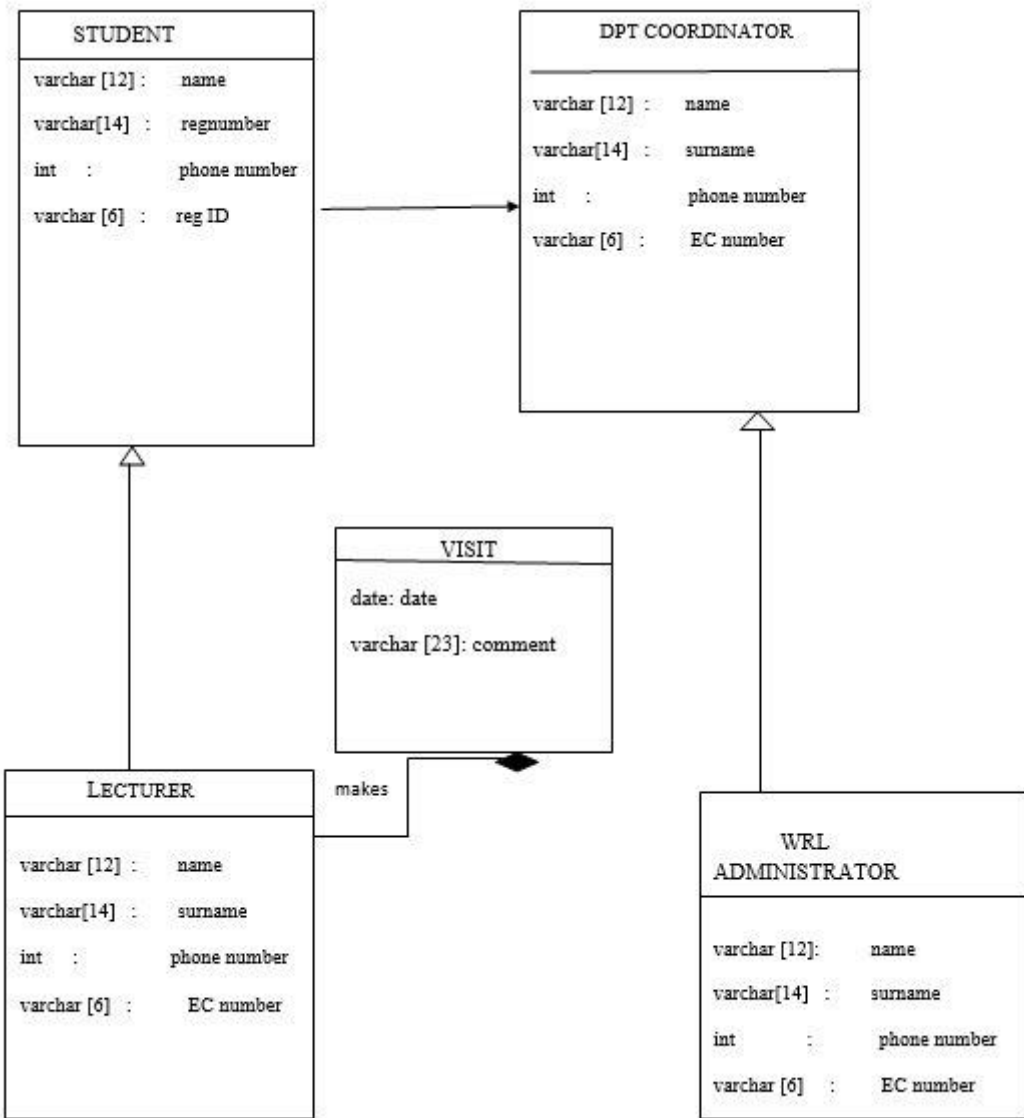 STUDENT
varchar [12] : name
varchar[14] : regnumber
int : phone number
varchar [6] : reg ID
DPT COORDINATOR
varchar [12] : name
varchar[14] : surname
int : phone number
varchar [6] : EC number
VISIT
date: date
varchar [23]: comment
makes
LECTURER
varchar [12] : name
varchar[14] : surname
int : phone number
varchar [6] : EC number
WRL
ADMINISTRATOR
varchar [12]: name
varchar[14] : surname
int : phone number
varchar [6] : EC number